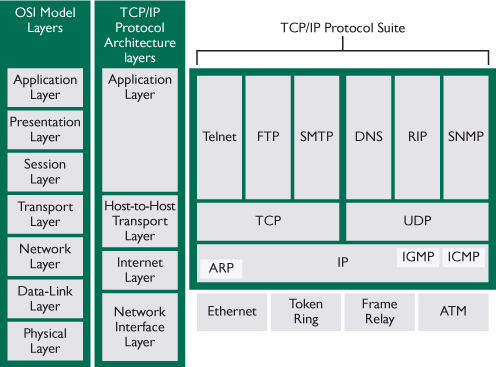 OSI Model
Layers
TCP/IP
Protocol
Architecture
layers
TCP/IP Protocol Suite
Application
Layer
Presentation
Layer
Session
Layer
Transport
Layer
Network
Layer
Data-Link
Layer
Physical
Layer
Application
Layer
Host-to-Host
Transport
Layer
Internet
Layer
Network
Interface
Layer
Telnet
FTP
SMTP
DNS
RIP
SNMP
TCP
UDP
ARP
IP
IGMP
ICMP
Ethernet
Token
Ring
Frame
Relay
ATM